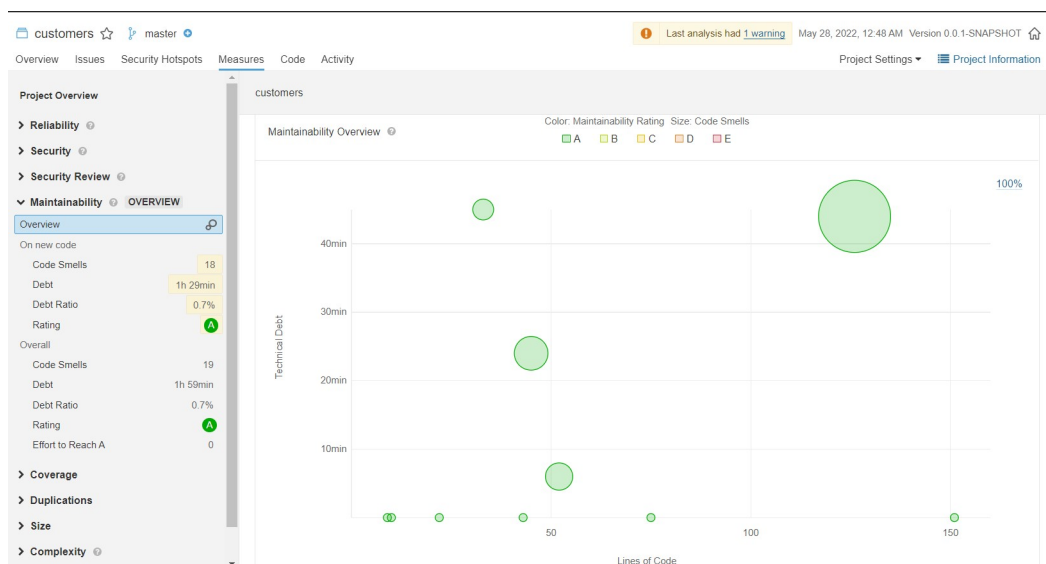 customers master Last analysis had 1 warning May 28, 2022, 12:48 AM Version 0.0.1-SNAPSHOT
Overview Issues Security Hotspots Measures Code Activity Project Settings Project Information
Project Overview
Reliability
Security
Security Review
Maintainability OVERVIEW
Overview
On new code
Code Smells 18
Debt 1h 29min
Debt Ratio 0.7%
Rating A
Overall
Code Smells 19
Debt 1h 59min
Debt Ratio 0.7%
Rating A
Effort to Reach A 0
Coverage
Duplications
Size
Complexity
customers
Maintainability Overview
Color: Maintainability Rating Size: Code Smells
A B C D E
100%
40min
30min
20min
10min
Technical Debt
50 100 150
Lines of Code